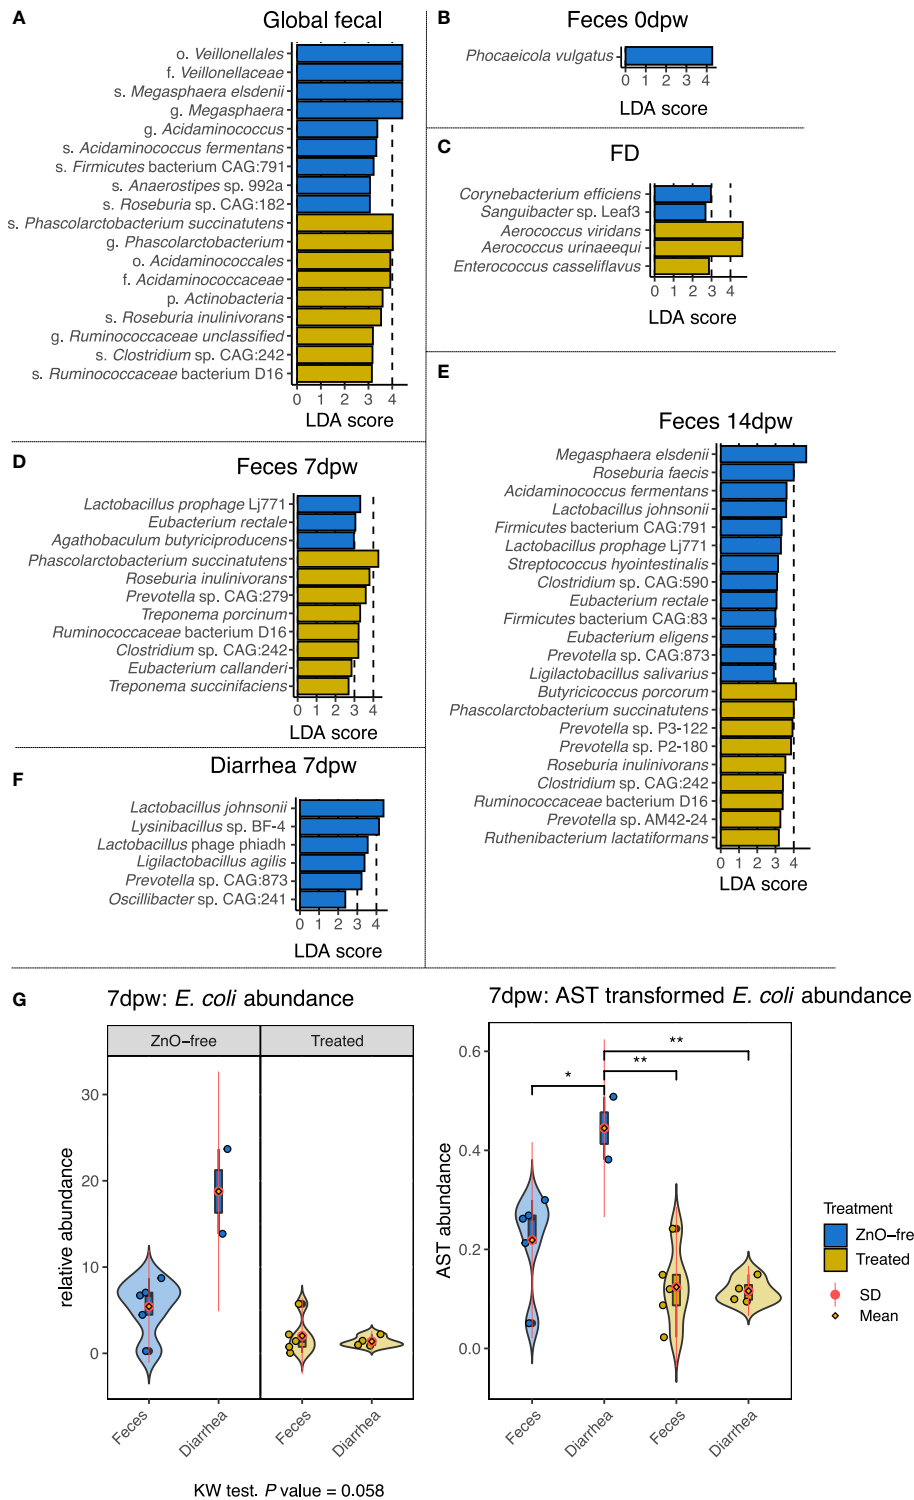 A
Global fecal
o. Veillonellales
f. Veillonellaceae
s. Megasphaera elsdenii
g. Megasphaera
g. Acidaminococcus
s. Acidaminococcus fermentans
s. Firmicutes bacterium CAG:791
s. Anaerostipes sp. 992a
s. Roseburia sp. CAG:182
s. Phascolarctobacterium succinatutens
g. Phascolarctobacterium
o. Acidaminococcales
f. Acidaminococcaceae
p. Actinobacteria
s. Roseburia inulinivorans
g. Ruminococcaceae unclassified
s. Clostridium sp. CAG:242
s. Ruminococcaceae bacterium D16
0 1 2 3 4
LDA score
B
Feces 0dpw
Phocaeicola vulgatus
0 1 2 3 4
LDA score
C
FD
Corynebacterium efficiens
Sanguibacter sp. Leaf3
Aerococcus viridans
Aerococcus urinaeequi
Enterococcus casseliflavus
0 1 2 3 4
LDA score
D
Feces 7dpw
Lactobacillus prophage Lj771
Eubacterium rectale
Agathobaculum butyriciproducens
Phascolarctobacterium succinatutens
Roseburia inulinivorans
Prevotella sp. CAG:279
Treponema porcinum
Ruminococcaceae bacterium D16
Clostridium sp. CAG:242
Eubacterium callanderi
Treponema succinifaciens
0 1 2 3 4
LDA score
E
Feces 14dpw
Megasphaera elsdenii
Roseburia faecis
Acidaminococcus fermentans
Lactobacillus johnsonii
Firmicutes bacterium CAG:791
Lactobacillus prophage Lj771
Streptococcus hyointestinalis
Clostridium sp. CAG:590
Eubacterium rectale
Firmicutes bacterium CAG:83
Eubacterium eligens
Prevotella sp. CAG:873
Ligilactobacillus salivarius
Butyricicoccus porcorum
Phascolarctobacterium succinatutens
Prevotella sp. P3-122
Prevotella sp. P2-180
Roseburia inulinivorans
Clostridium sp. CAG:242
Ruminococcaceae bacterium D16
Prevotella sp. AM42-24
Ruthenibacterium lactatiformans
0 1 2 3 4
LDA score
F
Diarrhea 7dpw
Lactobacillus johnsonii
Lysinibacillus sp. BF-4
Lactobacillus phage phiadh
Ligilactobacillus agilis
Prevotella sp. CAG:873
Oscillibacter sp. CAG:241
0 1 2 3 4
LDA score
G
7dpw: E. coli abundance
ZnO-free
Treated
relative abundance
30
20
10
0
Feces
Diarrhea
Feces
Diarrhea
KW test. P value = 0.058
7dpw: AST transformed E. coli abundance
AST abundance
0.6
0.4
0.2
0.0
*
**
**
Feces
Diarrhea
Feces
Diarrhea
Treatment
ZnO-fre
Treated
SD
Mean